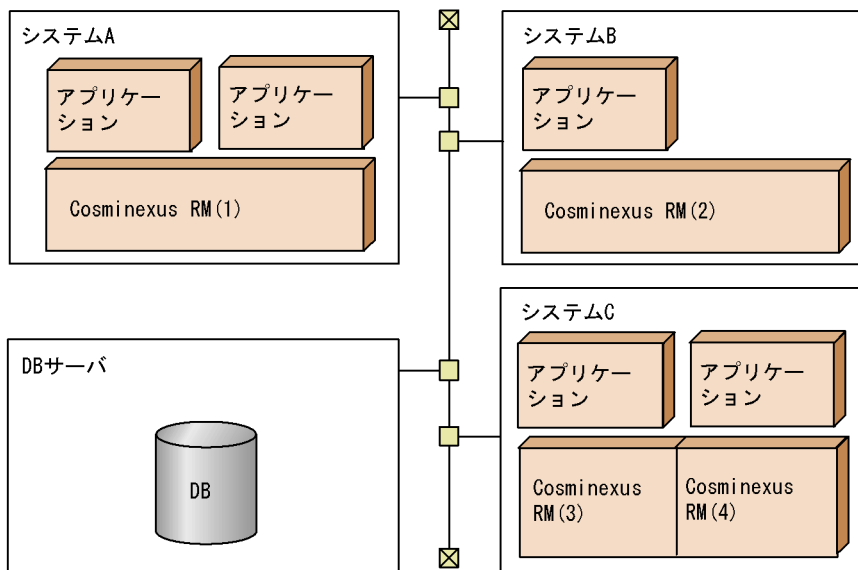 システムA
アプリケー
ション
アプリケー
ション
Cosminexus RM(1)
システムB
アプリケー
ション
Cosminexus RM(2)
DBサーバ
DB
システムC
アプリケー
ション
アプリケー
ション
Cosminexus
RM(3)
Cosminexus
RM(4)